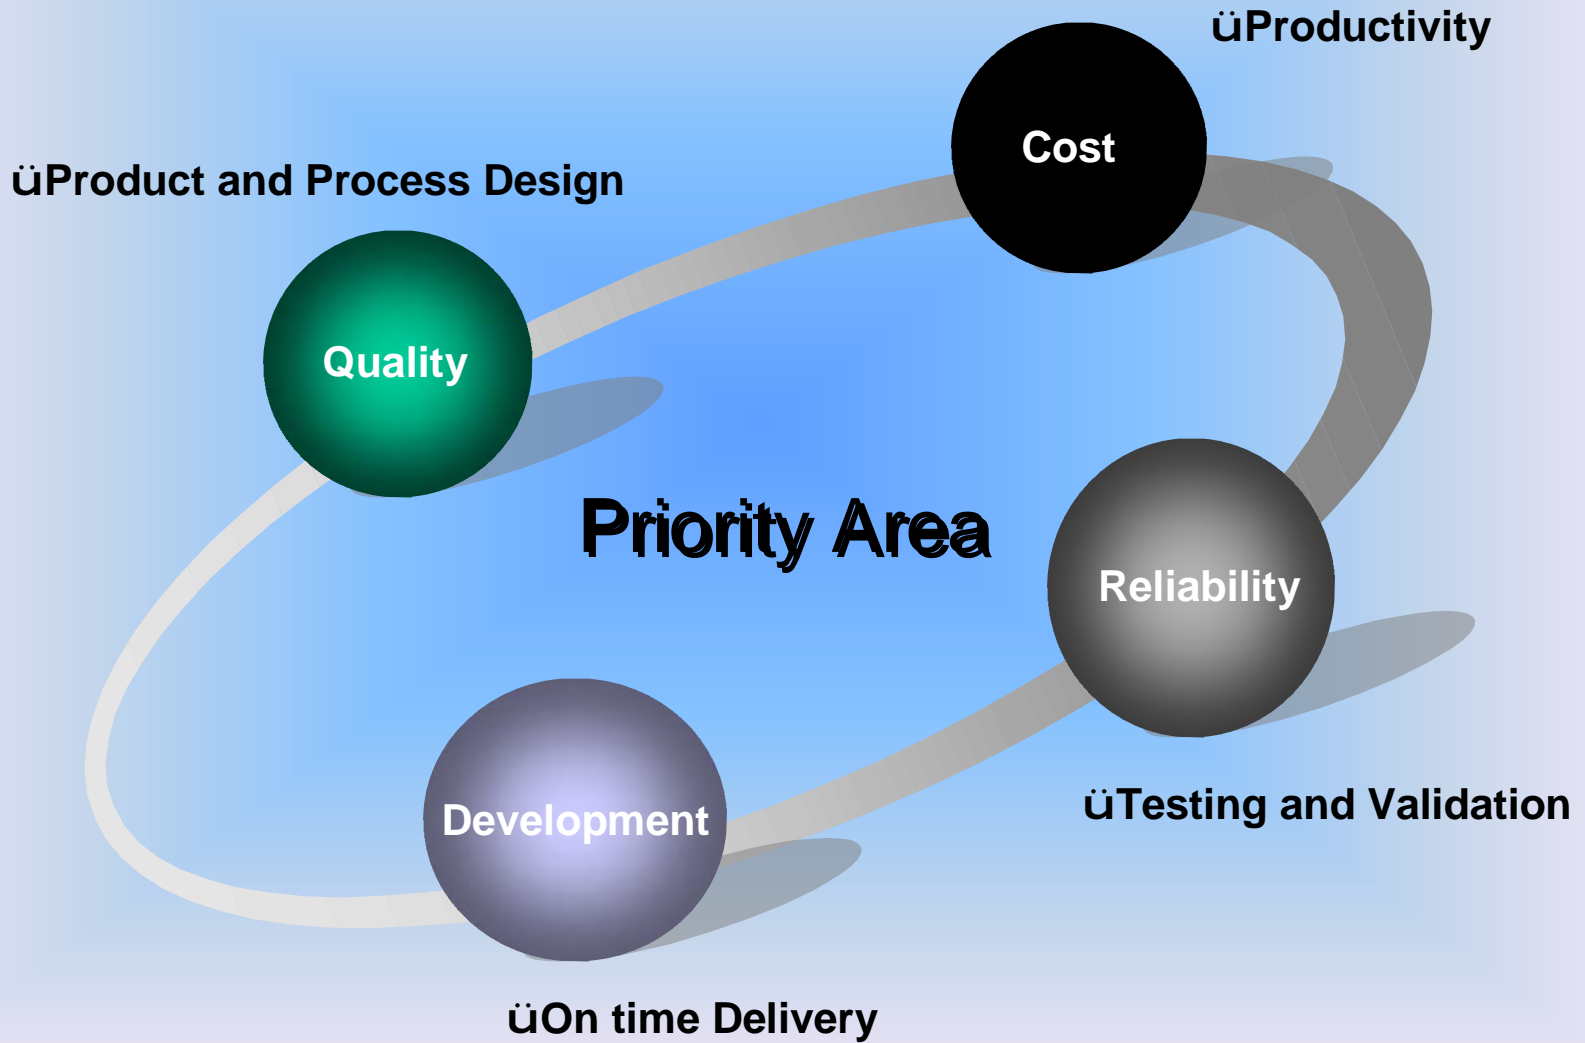 üProductivity
Cost
üProduct and Process Design
Quality
Priority Area
Reliability
üTesting and Validation
Development
üOn time Delivery